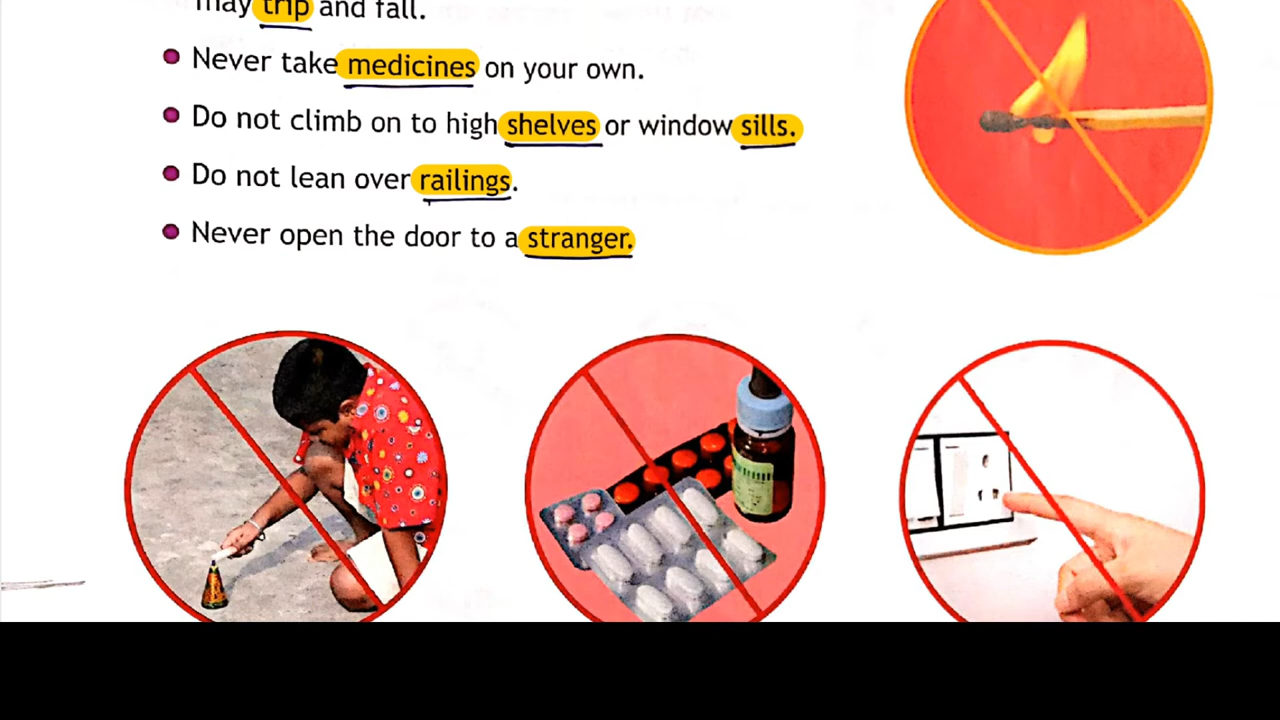 may trip and fall.
Never take medicines on your own.
Do not climb on to high shelves or window sills.
Do not lean over railings.
Never open the door to a stranger.